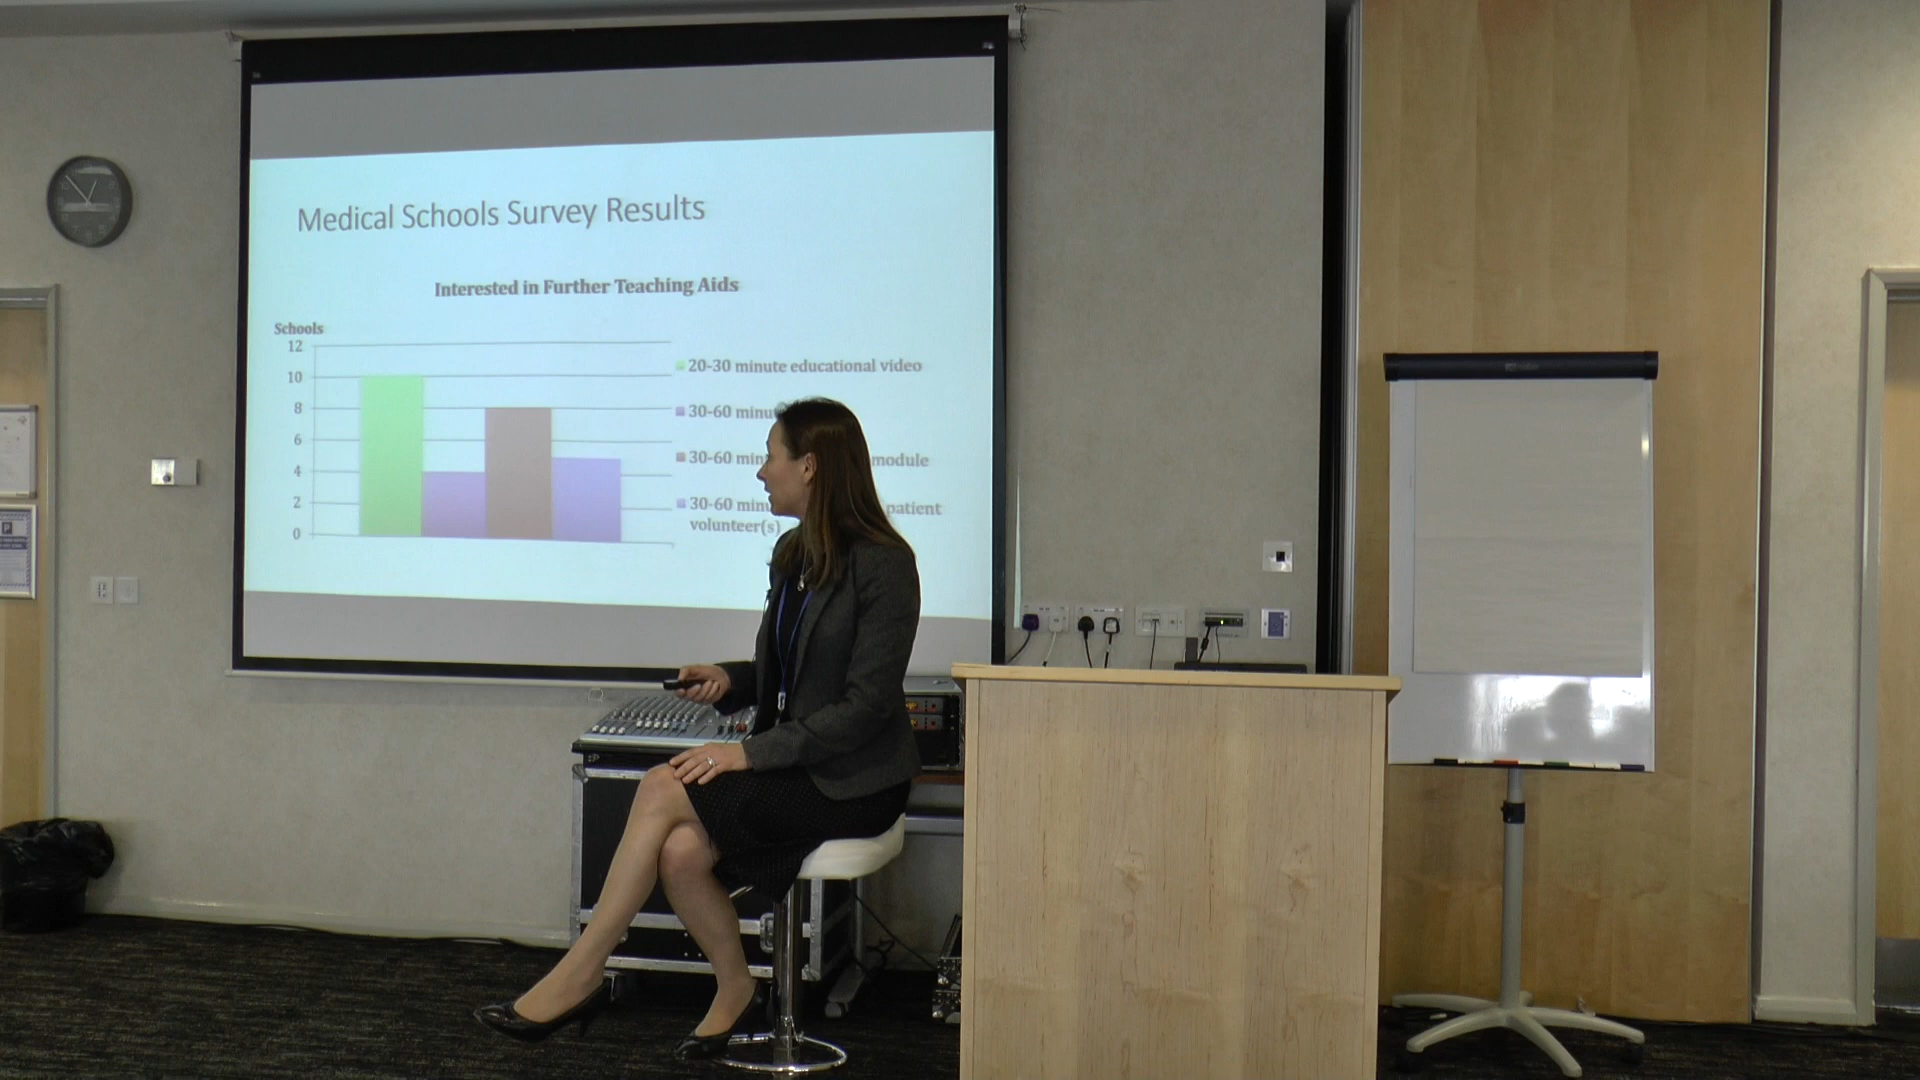 Medical Schools Survey Results
Interested in Further Teaching Aids
Schools
12
10
8
6
4
2
0
20-30 minute educational video
30-60 minu
30-60 min module
30-60 minu patient
volunteer(s)
P